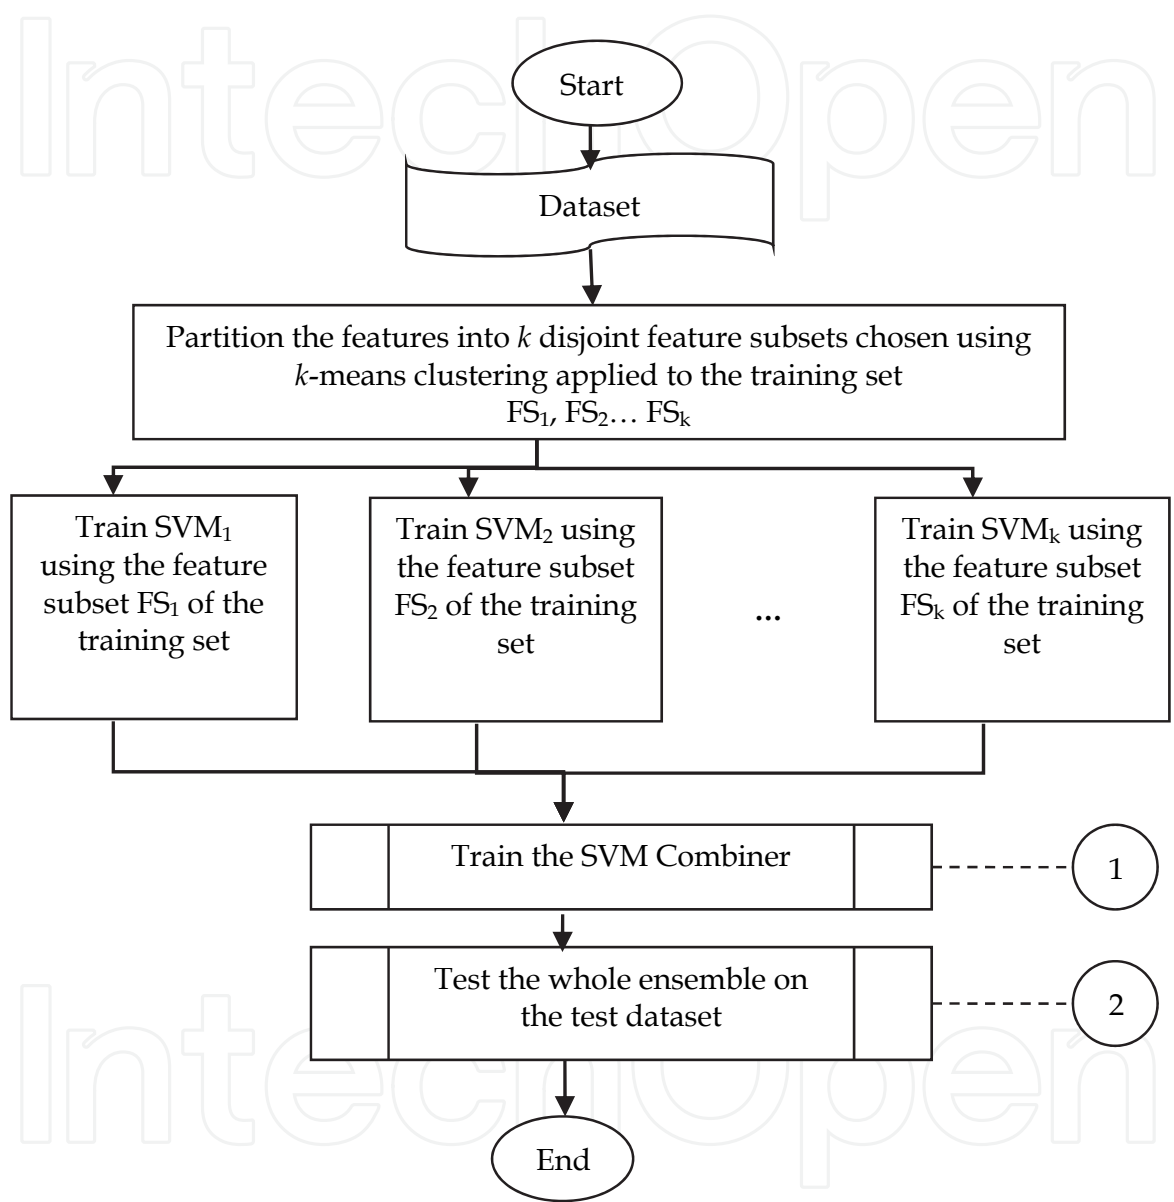 IntechOpen
Start
Dataset
Partition the features into k disjoint feature subsets chosen using
k-means clustering applied to the training set
FS₁, FS₂… FSₖ
Train SVM₁
using the feature
subset FS₁ of the
training set
Train SVM₂ using
the feature subset
FS₂ of the training
set
...
Train SVMₖ using
the feature subset
FSₖ of the training
set
Train the SVM Combiner
1
Test the whole ensemble on
the test dataset
2
IntechOpen
End